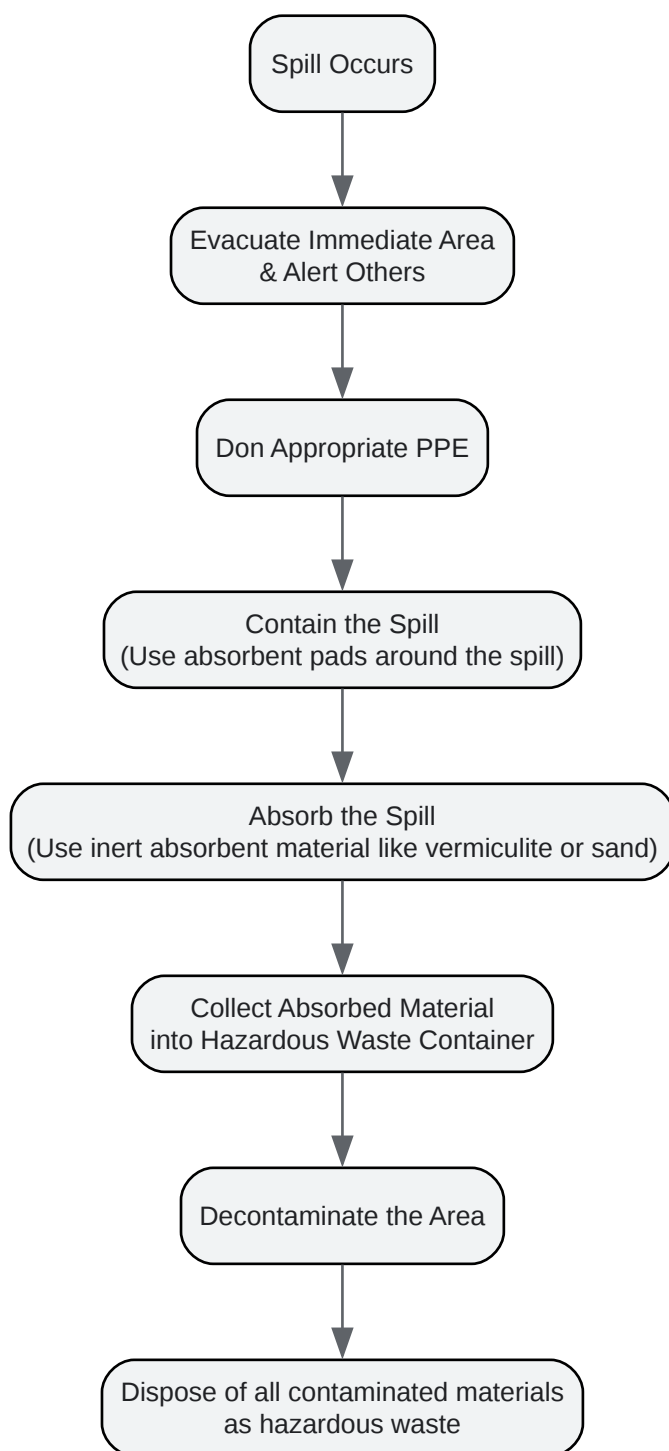 Spill Occurs
Evacuate Immediate Area
& Alert Others
Don Appropriate PPE
Contain the Spill
(Use absorbent pads around the spill)
Absorb the Spill
(Use inert absorbent material like vermiculite or sand)
Collect Absorbed Material
into Hazardous Waste Container
Decontaminate the Area
Dispose of all contaminated materials
as hazardous waste